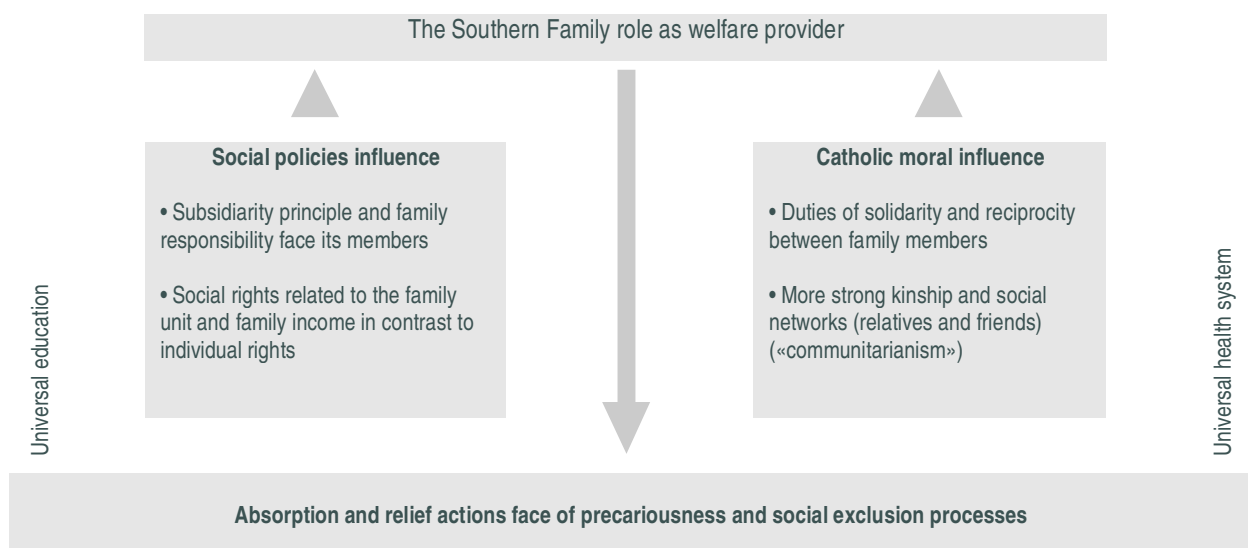 The Southern Family role as welfare provider
Social policies influence
• Subsidiarity principle and family
responsibility face its members
• Social rights related to the family
unit and family income in contrast to
individual rights
Catholic moral influence
• Duties of solidarity and reciprocity
between family members
• More strong kinship and social
networks (relatives and friends)
(«communitarianism»)
Universal education
Universal health system
Absorption and relief actions face of precariousness and social exclusion processes